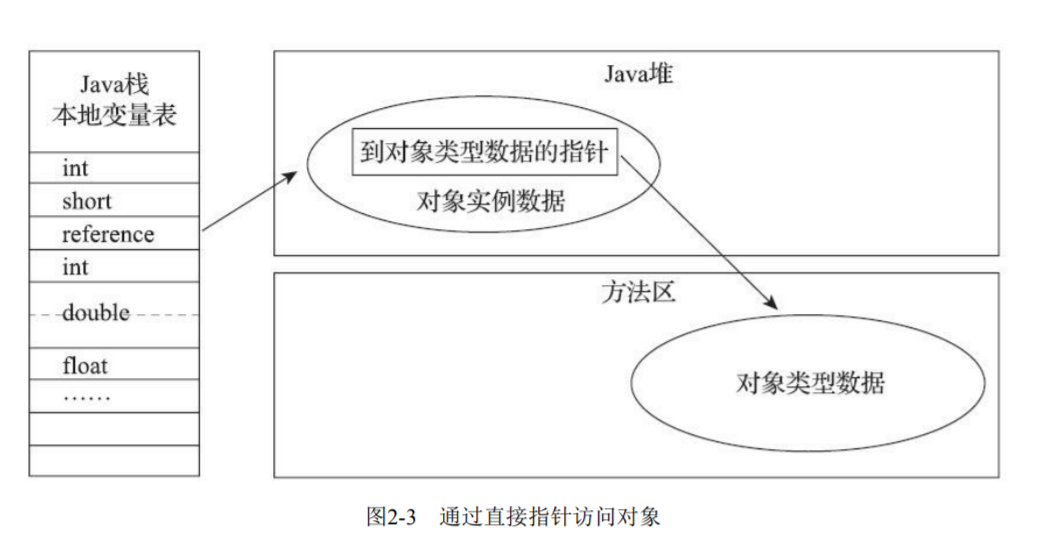 Java栈
本地变量表
int
short
reference
int
double
float
……
Java堆
到对象类型数据的指针
对象实例数据
方法区
对象类型数据
图2-3 通过直接指针访问对象